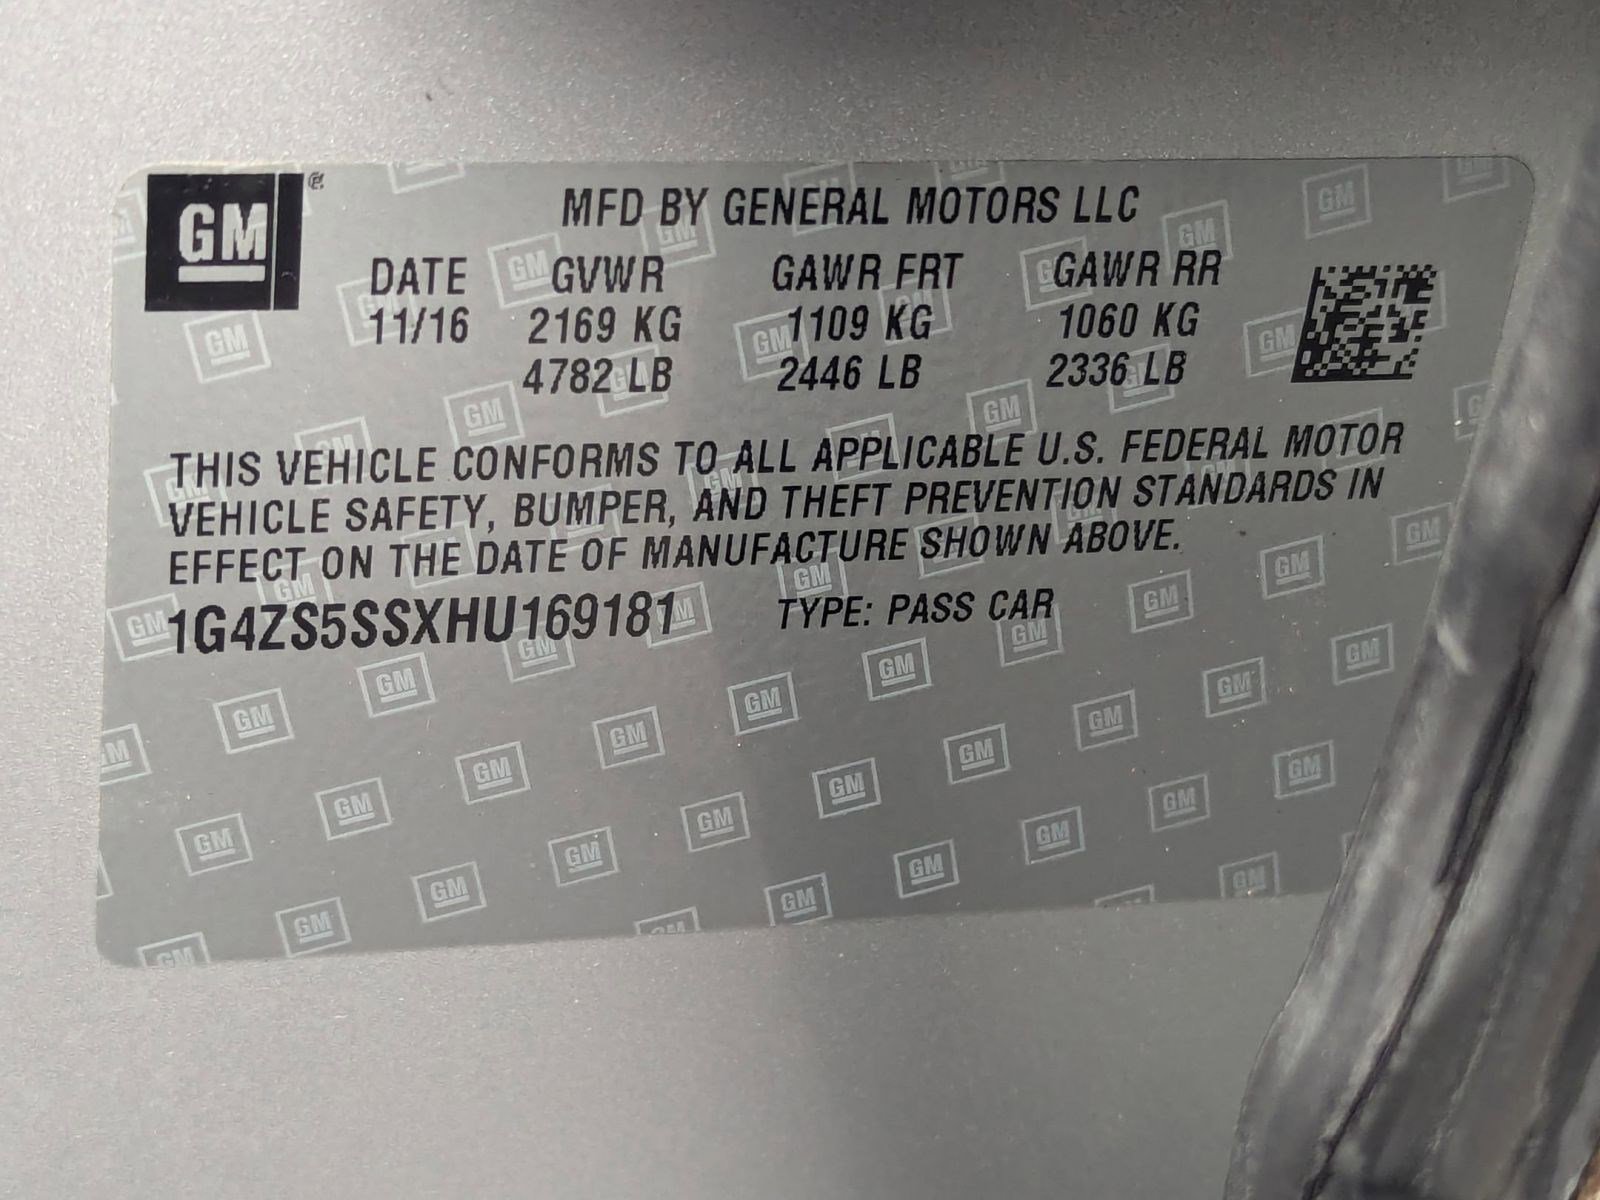 GM
MFD BY GENERAL MOTORS LLC
DATE GVWR GAWR FRT GAWR RR
11/16 2169 KG 1109 KG 1060 KG
4782 LB 2446 LB 2336 LB
THIS VEHICLE CONFORMS TO ALL APPLICABLE U.S. FEDERAL MOTOR
VEHICLE SAFETY, BUMPER, AND THEFT PREVENTION STANDARDS IN
EFFECT ON THE DATE OF MANUFACTURE SHOWN ABOVE.
1G4ZS5SSXHU169181 TYPE: PASS CAR